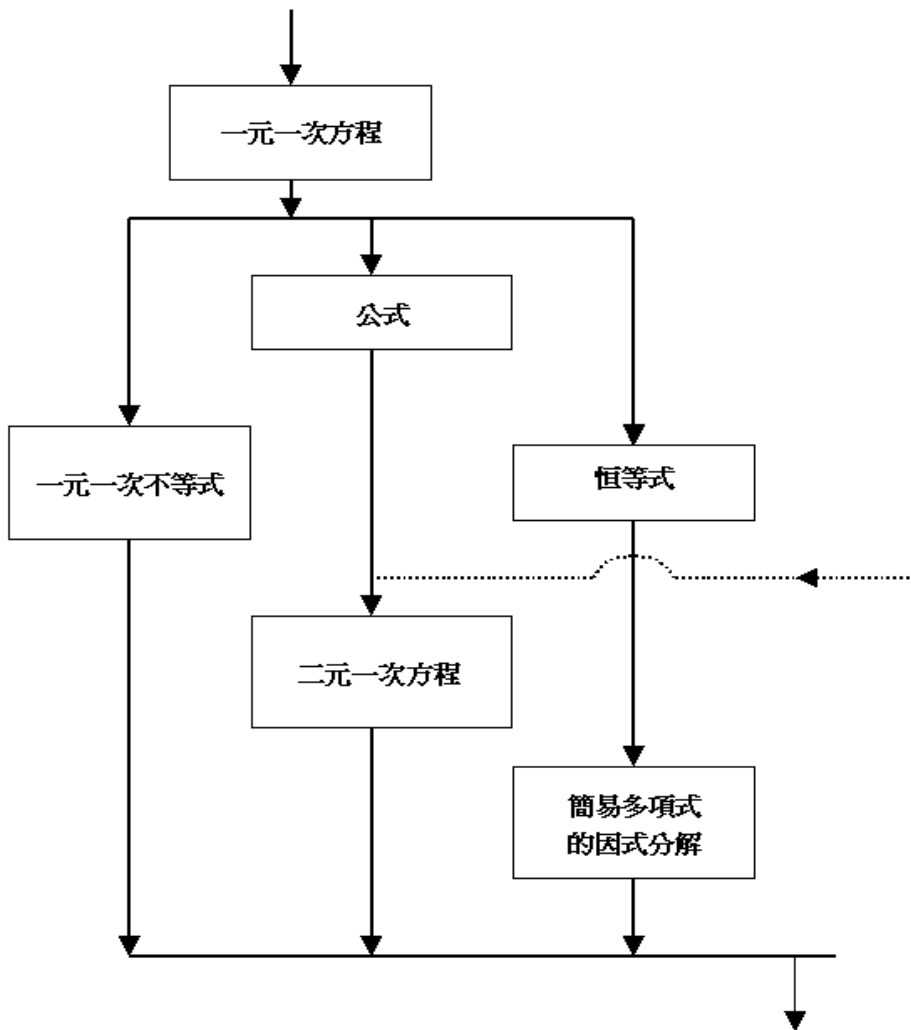 一元一次方程
公式
一元一次不等式
恒等式
二元一次方程
簡易多項式
的因式分解